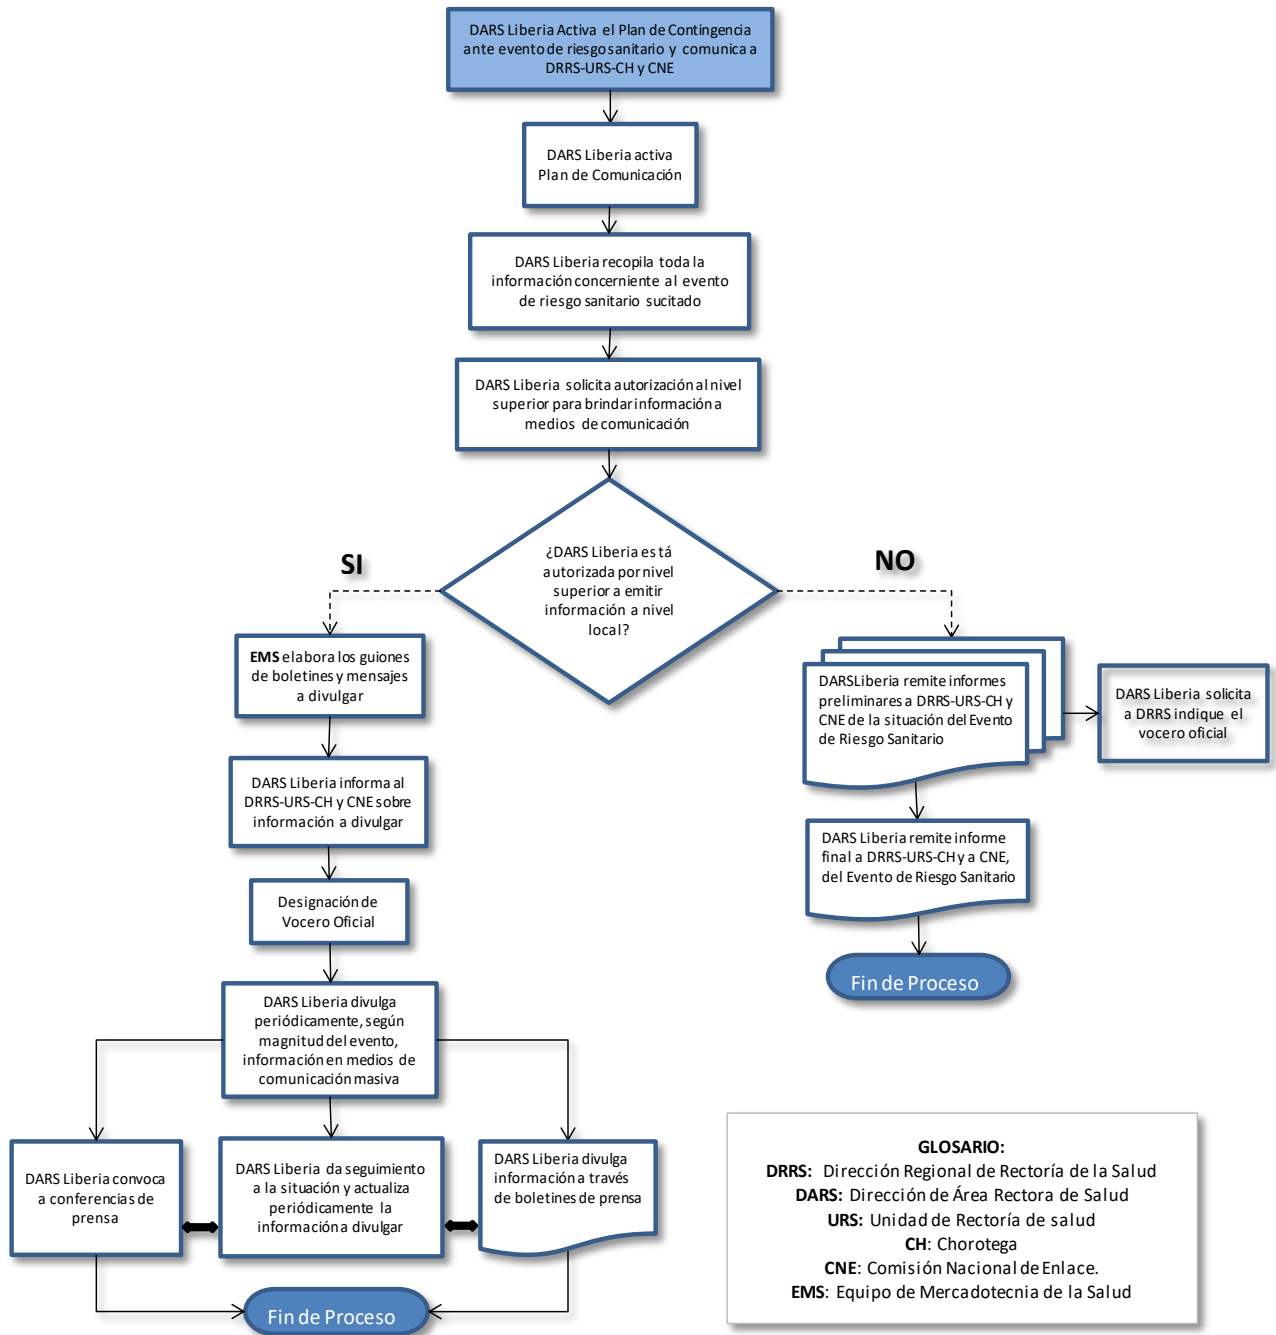 DARS Liberia Activa el Plan de Contingencia
ante evento de riesgo sanitario y comunica a
DRRS-URS-CH y CNE
DARS Liberia activa
Plan de Comunicación
DARS Liberia recopila toda la
información concerniente al evento
de riesgo sanitario sucitado
DARS Liberia solicita autorización al nivel
superior para brindar información a
medios de comunicación
¿DARS Liberia está
autorizada por nivel
superior a emitir
información a nivel
local?
SI
NO
EMS elabora los guiones
de boletines y mensajes
a divulgar
DARS Liberia informa al
DRRS-URS-CH y CNE sobre
información a divulgar
Designación de
Vocero Oficial
DARS Liberia divulga
periódicamente, según
magnitud del evento,
información en medios de
comunicación masiva
DARS Liberia convoca
a conferencias de
prensa
DARS Liberia da seguimiento
a la situación y actualiza
periódicamente la
información a divulgar
DARS Liberia divulga
información a través
de boletines de prensa
Fin de Proceso
DARSLiberia remite informes
preliminares a DRRS-URS-CH y
CNE de la situación del Evento
de Riesgo Sanitario
DARS Liberia solicita
a DRRS indique el
vocero oficial
DARS Liberia remite informe
final a DRRS-URS-CH y a CNE,
del Evento de Riesgo Sanitario
Fin de Proceso
GLOSARIO:
DRRS: Dirección Regional de Rectoría de la Salud
DARS: Dirección de Área Rectora de Salud
URS: Unidad de Rectoría de salud
CH: Chorotega
CNE: Comisión Nacional de Enlace.
EMS: Equipo de Mercadotecnia de la Salud